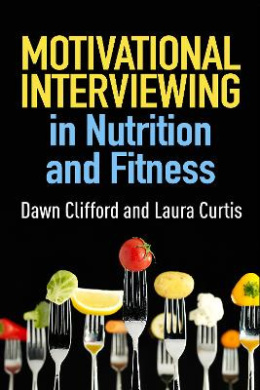 MOTIVATIONAL
INTERVIEWING
in Nutrition
and Fitness
Dawn Clifford and Laura Curtis